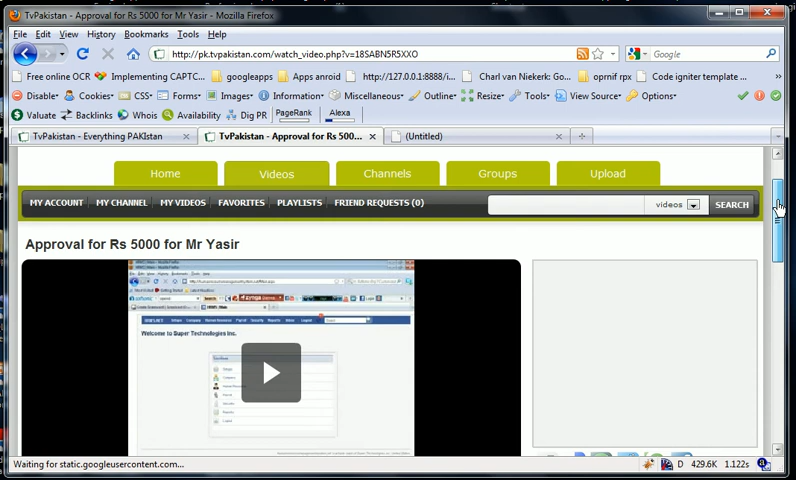 TvPakistan - Approval for Rs 5000 for Mr Yasir - Mozilla Firefox
File Edit View History Bookmarks Tools Help
http://pk.tvpakistan.com/watch_video.php?v=18SABN5R5XXO Google
Free online OCR Implementing CAPTC... googleapps Apps anroid http://127.0.0.1:8888/i... Charl van Niekerk: Go... oprnif rpx Code igniter template ...
Disable Cookies CSS Forms Images Information Miscellaneous Outline Resize Tools View Source Options
Valuate Backlinks Whois Availability Dig PR PageRank Alexa
TvPakistan - Everything PAKIstan TvPakistan - Approval for Rs 500... (Untitled)
Home Videos Channels Groups Upload
MY ACCOUNT MY CHANNEL MY VIDEOS FAVORITES PLAYLISTS FRIEND REQUESTS (0) videos SEARCH
Approval for Rs 5000 for Mr Yasir
Welcome to Super Technologies Inc.
Waiting for static.googleusercontent.com... D 429.6K 1.122s